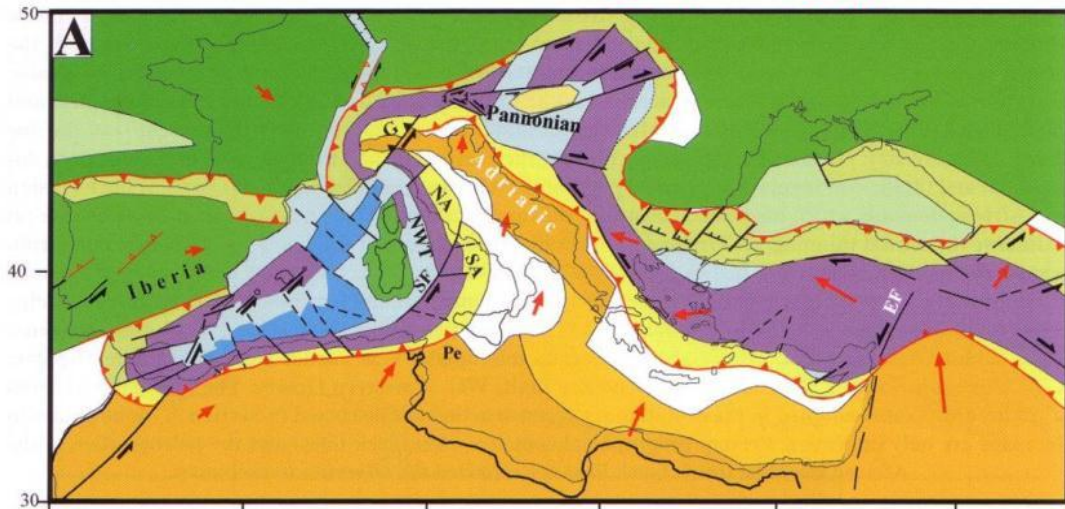 50
A
Pannonian
G
Adriatic
NA
NWT
SA
SF
40
Iberia
EF
Pe
30